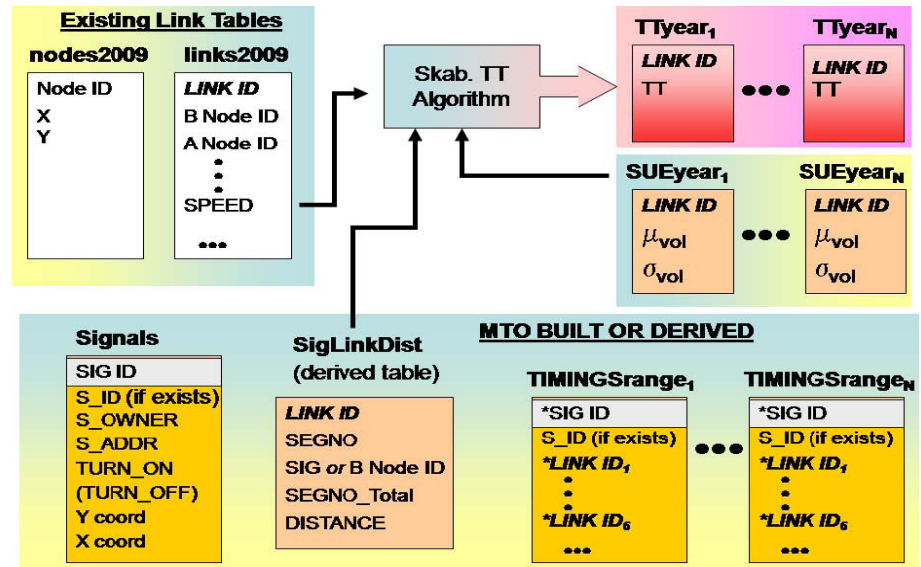 Existing Link Tables
nodes2009
Node ID
X
Y
links2009
LINK ID
B Node ID
A Node ID
SPEED
...
Skab. TT
Algorithm
TTyear₁
LINK ID
TT
•••
TTyearN
LINK ID
TT
SUEyear₁
LINK ID
μvol
σvol
•••
SUEyearN
LINK ID
μvol
σvol
MTO BUILT OR DERIVED
Signals
SIG ID
S_ID (if exists)
S_OWNER
S_ADDR
TURN_ON
(TURN_OFF)
Y coord
X coord
SigLinkDist
(derived table)
LINK ID
SEGNO
SIG or B Node ID
SEGNO_Total
DISTANCE
TIMINGSrange₁
*SIG ID
S_ID (if exists)
*LINK ID₁
*LINK ID₆
...
•••
TIMINGSrangeN
*SIG ID
S_ID (if exists)
*LINK ID₁
*LINK ID₆
...